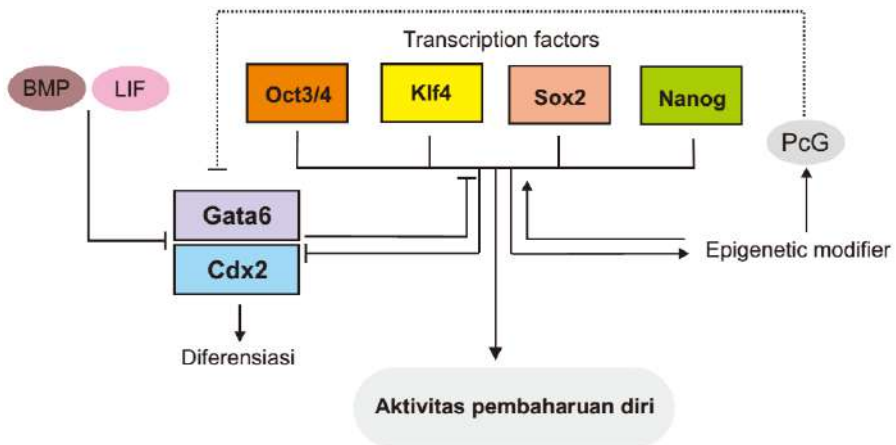 Transcription factors
BMP
LIF
Oct3/4
Klf4
Sox2
Nanog
PcG
Gata6
Cdx2
Epigenetic modifier
Diferensiasi
Aktivitas pembaharuan diri